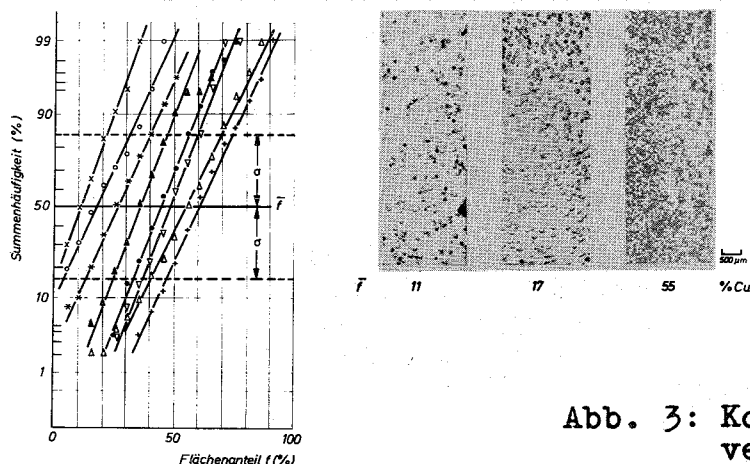 99
90
50
10
1
Summenhäufigkeit (%)
σ
f̄
σ
0
50
100
Flächenanteil f (%)
500 µm
f̄ 11 17 55 % Cu
Abb. 3: Ko
ve